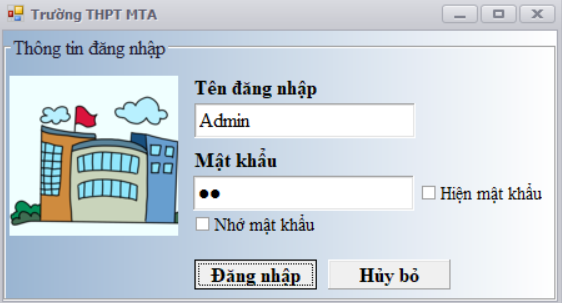 Trường THPT MTA
Thông tin đăng nhập
Tên đăng nhập
Admin
Mật khẩu
●●
Hiện mật khẩu
Nhớ mật khẩu
Đăng nhập
Hủy bỏ